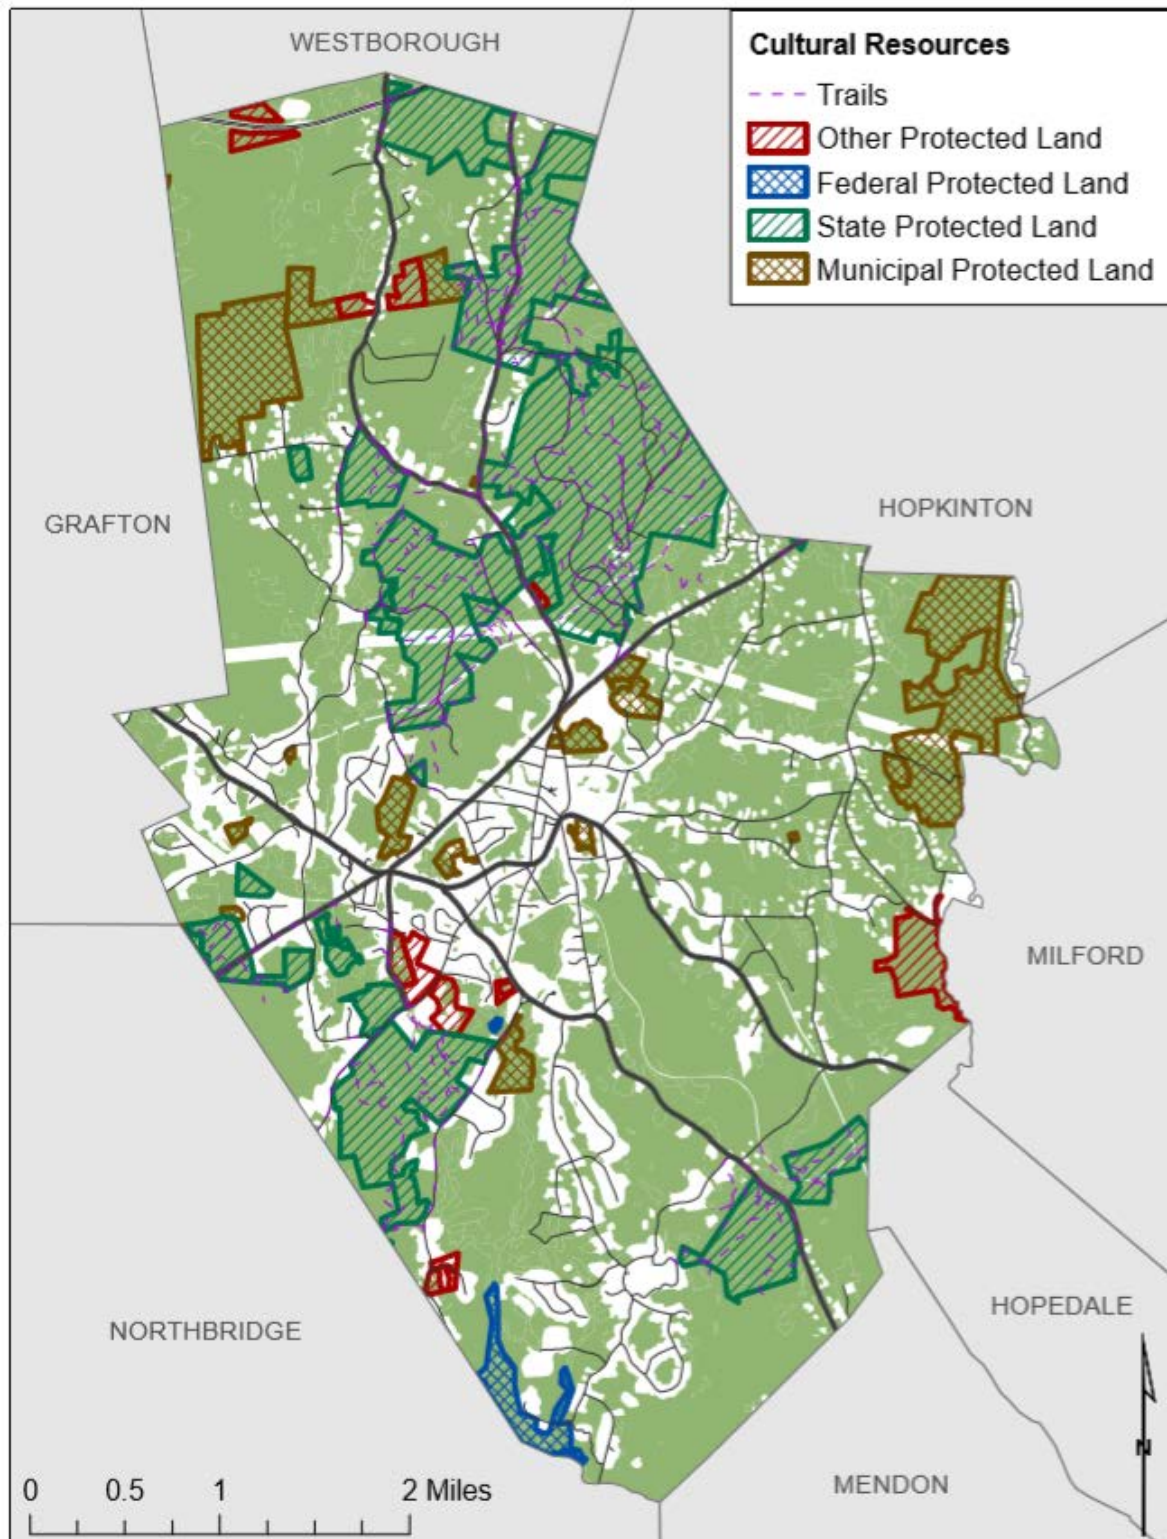 WESTBOROUGH
Cultural Resources
Trails
Other Protected Land
Federal Protected Land
State Protected Land
Municipal Protected Land
GRAFTON
HOPKINTON
MILFORD
NORTHBRIDGE
HOPEDALE
MENDON
N
0 0.5 1 2 Miles